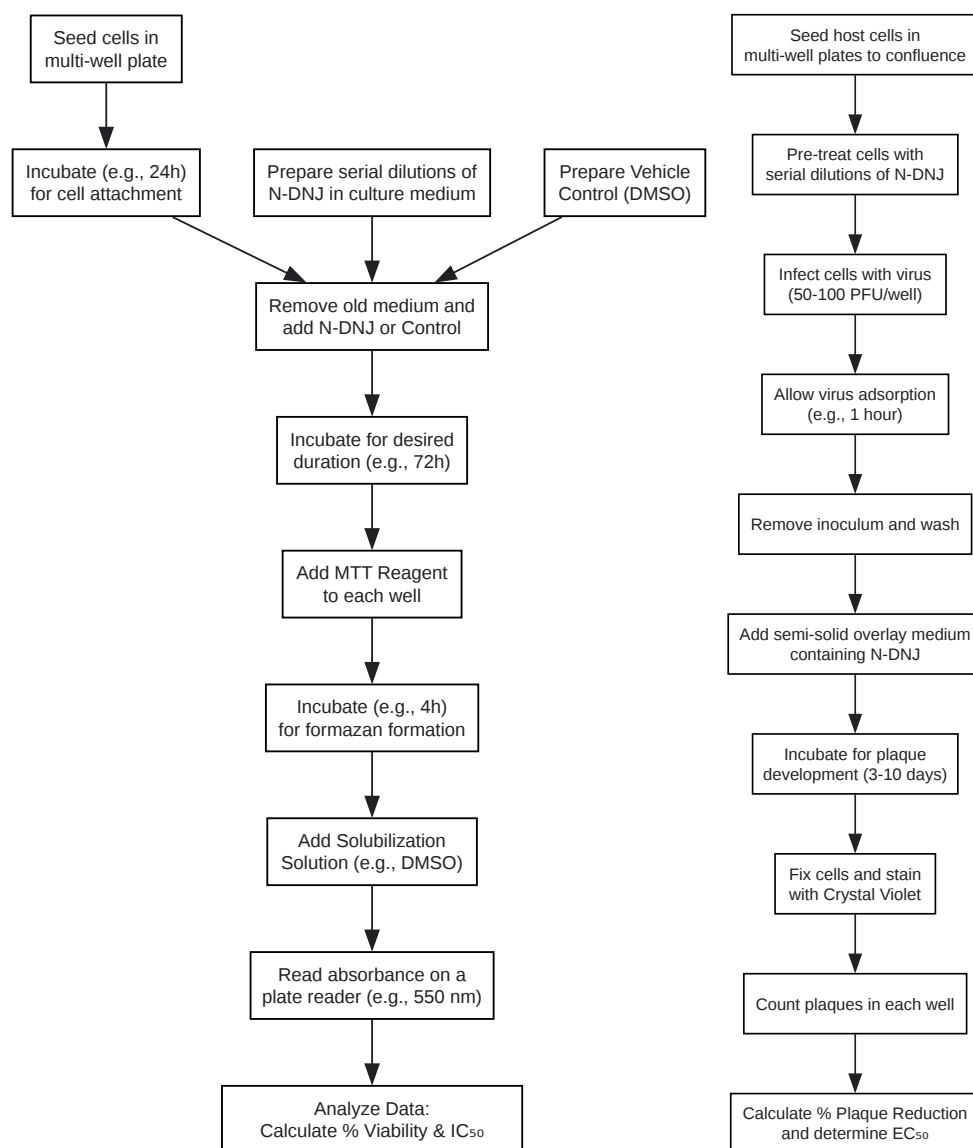 Seed cells in
multi-well plate
Incubate (e.g., 24h)
for cell attachment
Prepare serial dilutions of
N-DNJ in culture medium
Prepare Vehicle
Control (DMSO)
Remove old medium and
add N-DNJ or Control
Incubate for desired
duration (e.g., 72h)
Add MTT Reagent
to each well
Incubate (e.g., 4h)
for formazan formation
Add Solubilization
Solution (e.g., DMSO)
Read absorbance on a
plate reader (e.g., 550 nm)
Analyze Data:
Calculate % Viability & IC₅₀
Seed host cells in
multi-well plates to confluence
Pre-treat cells with
serial dilutions of N-DNJ
Infect cells with virus
(50-100 PFU/well)
Allow virus adsorption
(e.g., 1 hour)
Remove inoculum and wash
Add semi-solid overlay medium
containing N-DNJ
Incubate for plaque
development (3-10 days)
Fix cells and stain
with Crystal Violet
Count plaques in each well
Calculate % Plaque Reduction
and determine EC₅₀